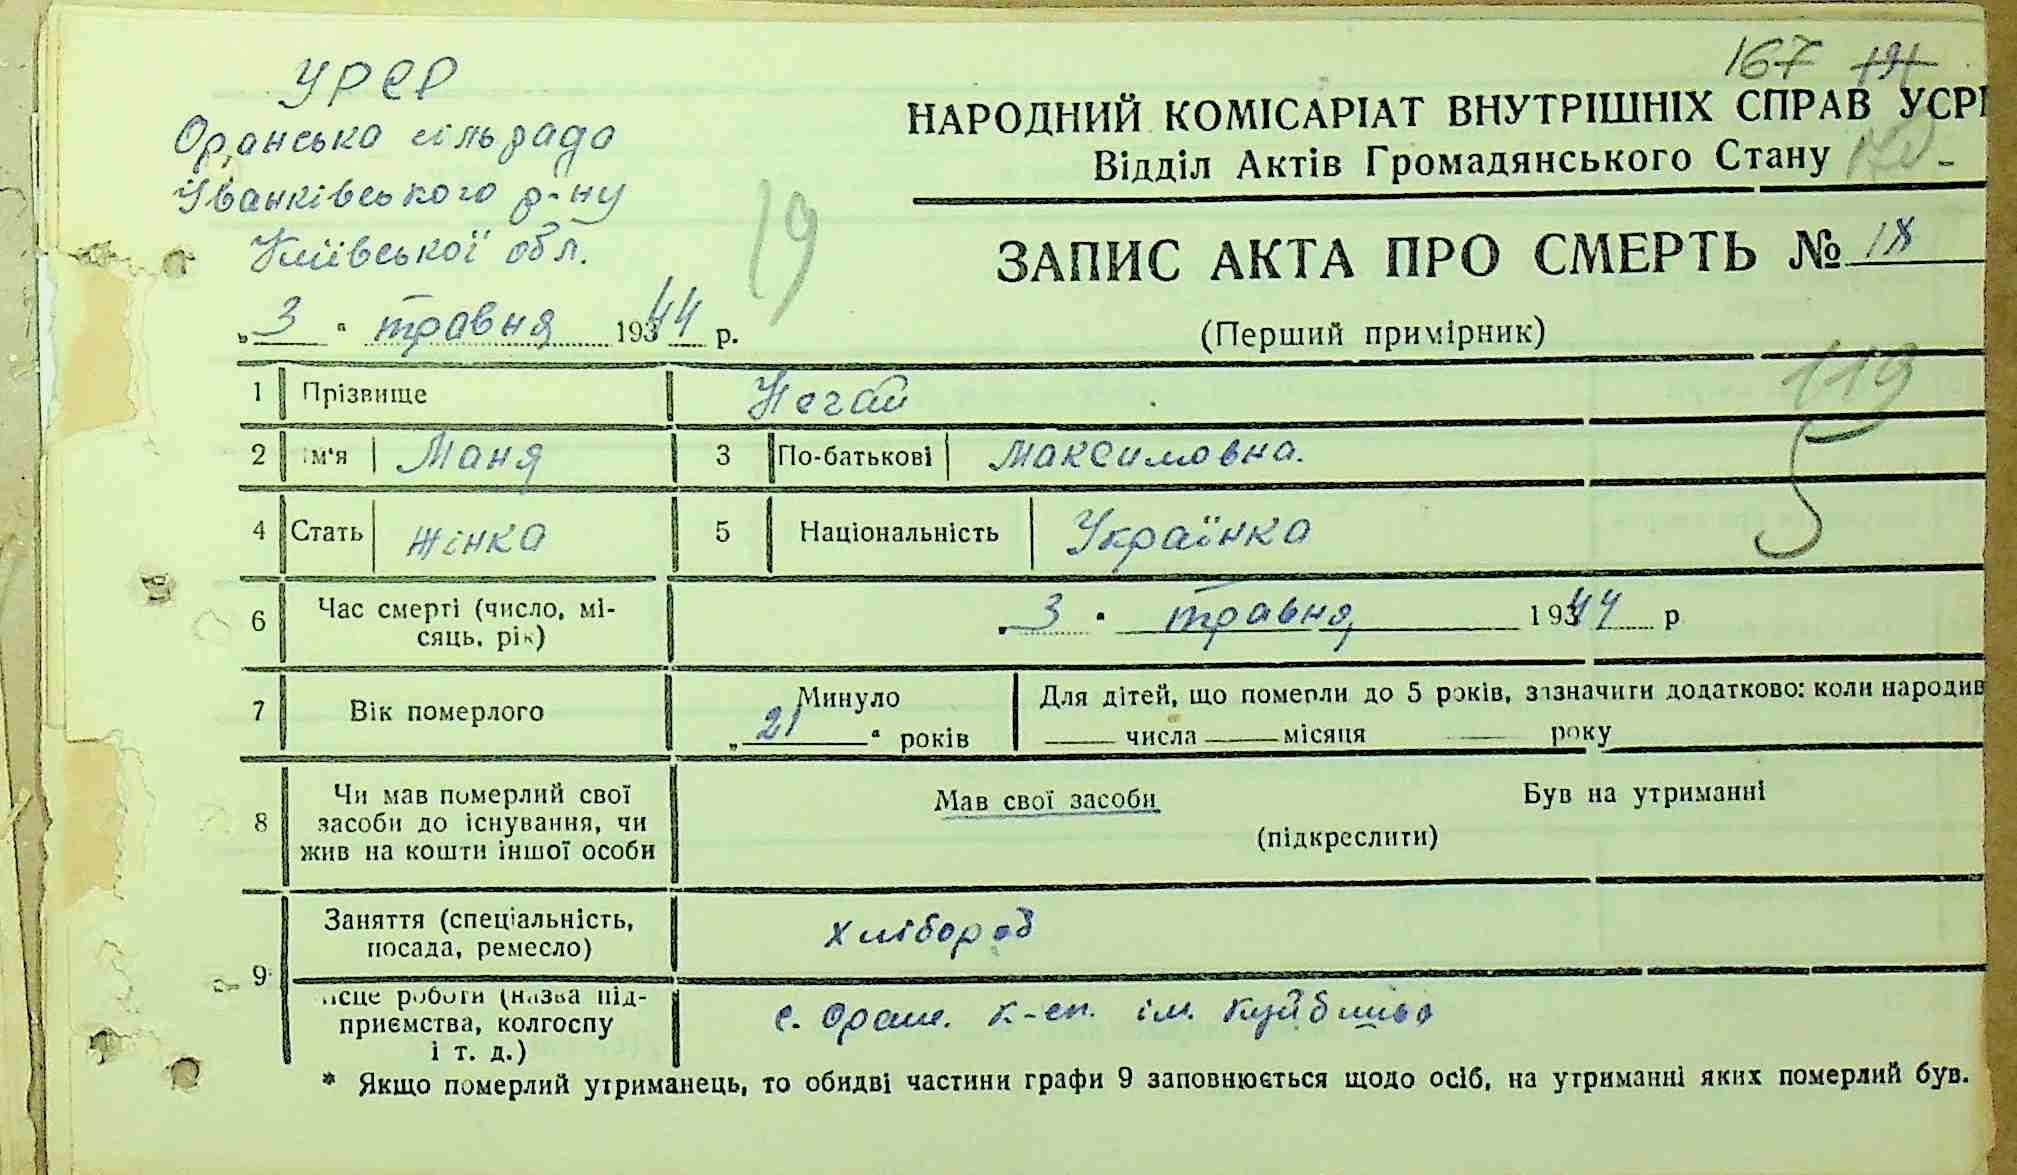 167
УРСР
Оранська сільрада
Іванківського р-ну
Київської обл.
НАРОДНИЙ КОМІСАРІАТ ВНУТРІШНІХ СПРАВ УСРР
Відділ Актів Громадянського Стану
19
ЗАПИС АКТА ПРО СМЕРТЬ № 18
„3" травня 1944 р.
(Перший примірник)
119
1 Прізвище Негай
2 Ім'я Маня 3 По-батькові Максимовна.
4 Стать жінка 5 Національність Українка
6 Час смерті (число, мі-
сяць, рік)
„3" травня 1944 р
7 Вік померлого
Минуло
„21" років
Для дітей, що померли до 5 років, зазначити додатково: коли народив
числа місяця року
8 Чи мав померлий свої
засоби до існування, чи
жив на кошти іншої особи
Мав свої засоби Був на утриманні
(підкреслити)
9 Заняття (спеціальність,
посада, ремесло)
хлібороб
Місце роботи (назва під-
приємства, колгоспу
і т. д.)
с. Оране. к-сп. ім. Куйбишева
* Якщо померлий утриманець, то обидві частини графи 9 заповнюється щодо осіб, на утриманні яких померлий був.